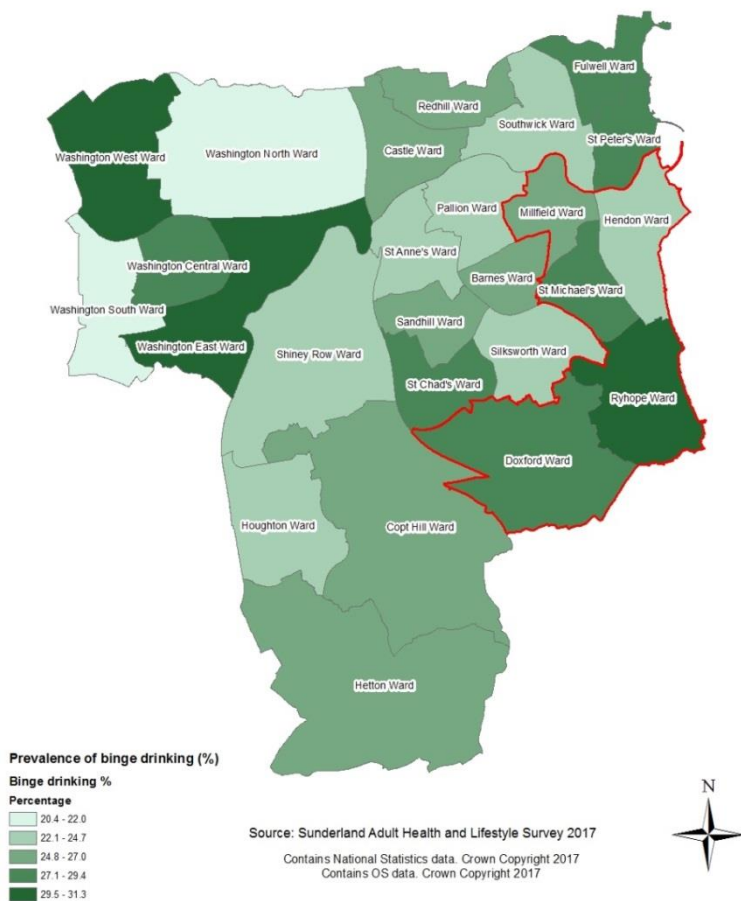 Fulwell Ward
Redhill Ward
Southwick Ward
St Peter's Ward
Castle Ward
Washington West Ward
Washington North Ward
Pallion Ward
Millfield Ward
Hendon Ward
St Anne's Ward
Washington Central Ward
Barnes Ward
St Michael's Ward
Washington South Ward
Sandhill Ward
Washington East Ward
Shiney Row Ward
Silksworth Ward
St Chad's Ward
Ryhope Ward
Doxford Ward
Houghton Ward
Copt Hill Ward
Hetton Ward
Prevalence of binge drinking (%)
Binge drinking %
Percentage
20.4 - 22.0
22.1 - 24.7
24.8 - 27.0
27.1 - 29.4
29.5 - 31.3
Source: Sunderland Adult Health and Lifestyle Survey 2017
Contains National Statistics data. Crown Copyright 2017
Contains OS data. Crown Copyright 2017
N